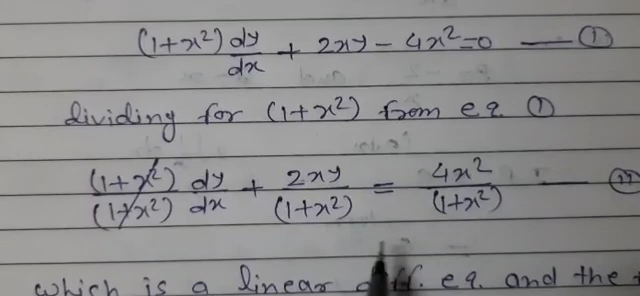 (1+x²) dy/dx + 2xy - 4x² = 0 — ①
dividing for (1+x²) from eq. ①
(1+x²)/(1+x²) dy/dx + 2xy/(1+x²) = 4x²/(1+x²) —
which is a linear diff. eq. and the